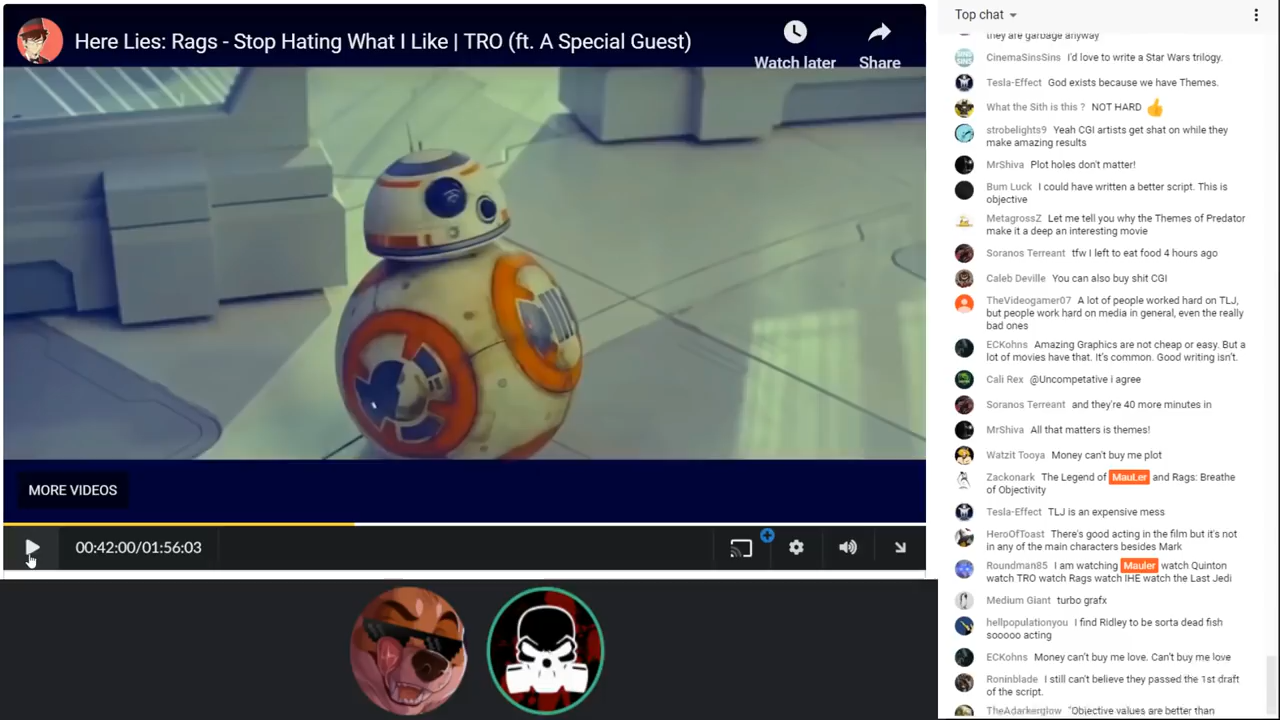 Here Lies: Rags - Stop Hating What I Like | TRO (ft. A Special Guest)
Watch later
Share
MORE VIDEOS
00:42:00/01:56:03
Top chat
they are garbage anyway
CinemaSinsSins I'd love to write a Star Wars trilogy.
Tesla-Effect God exists because we have Themes.
What the Sith is this ? NOT HARD 👍
strobelights9 Yeah CGI artists get shat on while they
make amazing results
MrShiva Plot holes don't matter!
Bum Luck I could have written a better script. This is
objective
MetagrossZ Let me tell you why the Themes of Predator
make it a deep an interesting movie
Soranos Terreant tfw I left to eat food 4 hours ago
Caleb Deville You can also buy shit CGI
TheVideogamer07 A lot of people worked hard on TLJ,
but people work hard on media in general, even the really
bad ones
ECKohns Amazing Graphics are not cheap or easy. But a
lot of movies have that. It's common. Good writing isn't.
Cali Rex @Uncompetative i agree
Soranos Terreant and they're 40 more minutes in
MrShiva All that matters is themes!
Watzit Tooya Money can't buy me plot
Zackonark The Legend of MauLer and Rags: Breathe
of Objectivity
Tesla-Effect TLJ is an expensive mess
HeroOfToast There's good acting in the film but it's not
in any of the main characters besides Mark
Roundman85 I am watching Mauler watch Quinton
watch TRO watch Rags watch IHE watch the Last Jedi
Medium Giant turbo grafx
hellpopulationyou I find Ridley to be sorta dead fish
sooooo acting
ECKohns Money can't buy me love. Can't buy me love
Roninblade I still can't believe they passed the 1st draft
of the script.
TheAdarkerglow "Objective values are better than